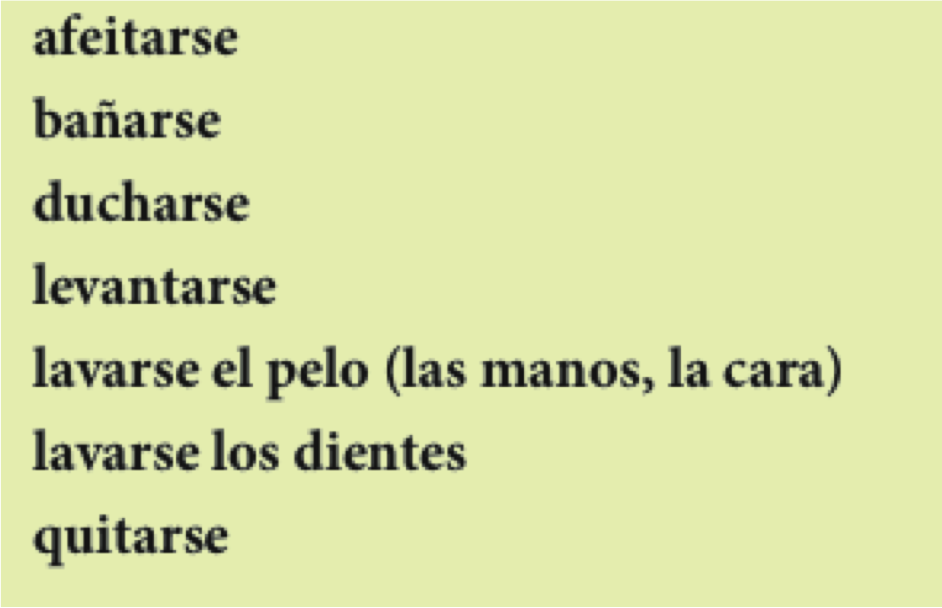 afeitarse
bañarse
ducharse
levantarse
lavarse el pelo (las manos, la cara)
lavarse los dientes
quitarse